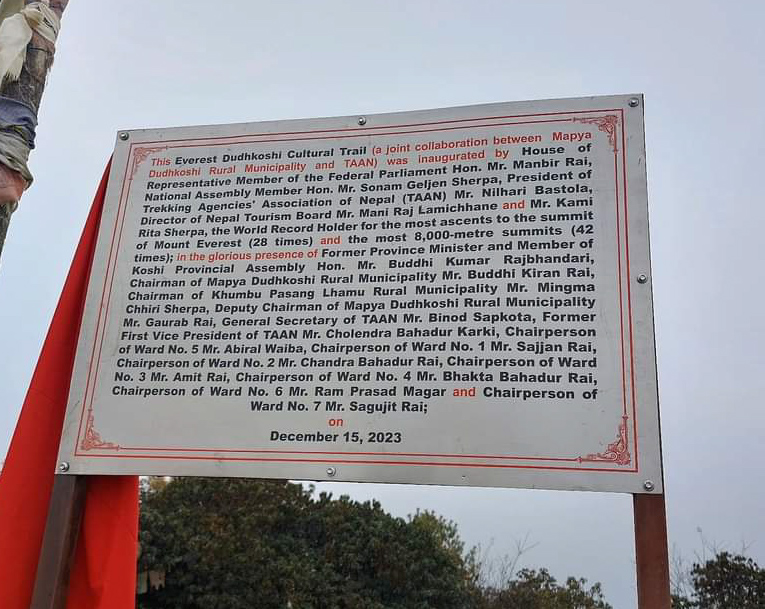 This Everest Dudhkoshi Cultural Trail (a joint collaboration between Mapya
Dudhkoshi Rural Municipality and TAAN) was inaugurated by House of
Representative Member of the Federal Parliament Hon. Mr. Manbir Rai,
National Assembly Member Hon. Mr. Sonam Geljen Sherpa, President of
Trekking Agencies' Association of Nepal (TAAN) Mr. Nilhari Bastola,
Director of Nepal Tourism Board Mr. Mani Raj Lamichhane and Mr. Kami
Rita Sherpa, the World Record Holder for the most ascents to the summit
of Mount Everest (28 times) and the most 8,000-metre summits (42
times); in the glorious presence of Former Province Minister and Member of
Koshi Provincial Assembly Hon. Mr. Buddhi Kumar Rajbhandari,
Chairman of Mapya Dudhkoshi Rural Municipality Mr. Buddhi Kiran Rai,
Chairman of Khumbu Pasang Lhamu Rural Municipality Mr. Mingma
Chhiri Sherpa, Deputy Chairman of Mapya Dudhkoshi Rural Municipality
Mr. Gaurab Rai, General Secretary of TAAN Mr. Binod Sapkota, Former
First Vice President of TAAN Mr. Cholendra Bahadur Karki, Chairperson
of Ward No. 5 Mr. Abiral Waiba, Chairperson of Ward No. 1 Mr. Sajjan Rai,
Chairperson of Ward No. 2 Mr. Chandra Bahadur Rai, Chairperson of Ward
No. 3 Mr. Amit Rai, Chairperson of Ward No. 4 Mr. Bhakta Bahadur Rai,
Chairperson of Ward No. 6 Mr. Ram Prasad Magar and Chairperson of
Ward No. 7 Mr. Sagujit Rai;
on
December 15, 2023